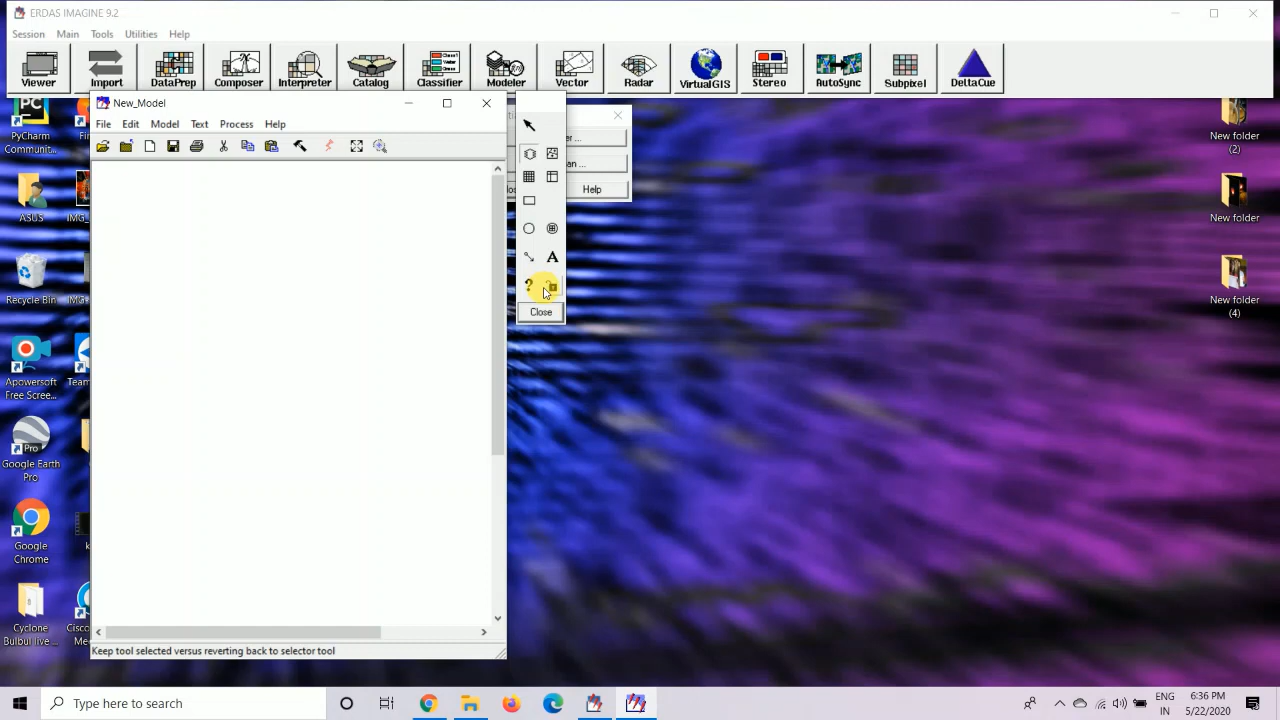 ERDAS IMAGINE 9.2
Session Main Tools Utilities Help
Viewer Import DataPrep Composer Interpreter Catalog Classifier Modeler Vector Radar VirtualGIS Stereo AutoSync Subpixel DeltaCue
New_Model
File Edit Model Text Process Help
Help
A
?
Close
Keep tool selected versus reverting back to selector tool
PyCharm
Communit...
ASUS
Recycle Bin
Apowersoft
Free Scree...
Google Earth
Pro
Google
Chrome
Cyclone
Bulbul live ...
New folder
(2)
New folder
New folder
(4)
Type here to search
ENG
IN
6:36 PM
5/22/2020